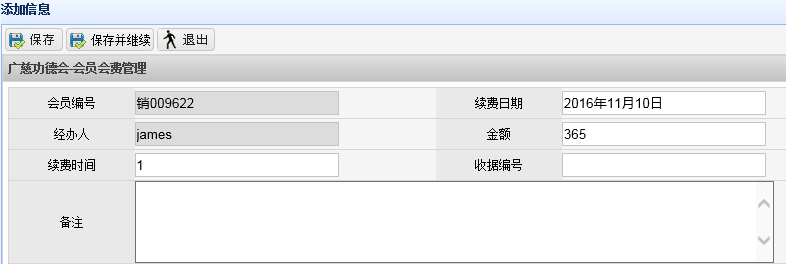 添加信息
保存 保存并继续 退出
广慈功德会-会员会费管理
会员编号 销009622 续费日期 2016年11月10日
经办人 james 金额 365
续费时间 1 收据编号
备注